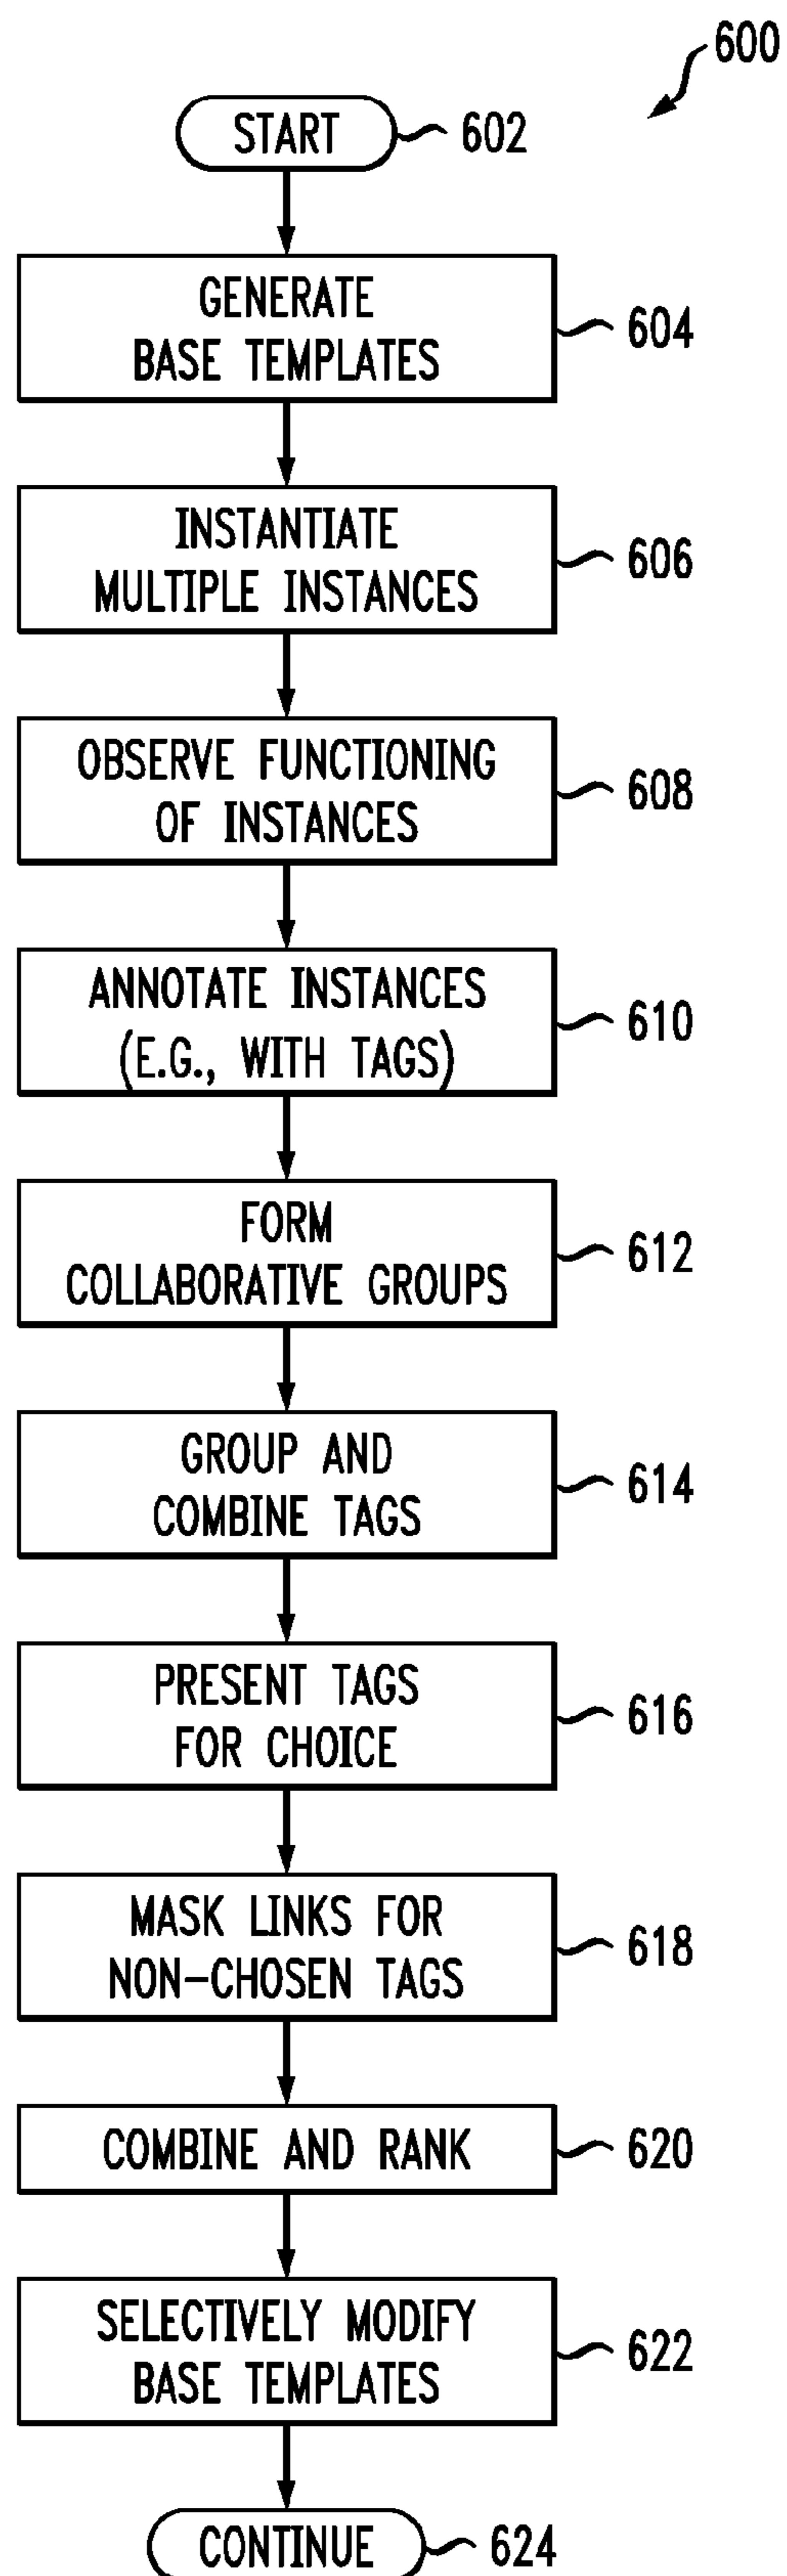 600
START 602
GENERATE
BASE TEMPLATES
604
INSTANTIATE
MULTIPLE INSTANCES
606
OBSERVE FUNCTIONING
OF INSTANCES
608
ANNOTATE INSTANCES
(E.G., WITH TAGS)
610
FORM
COLLABORATIVE GROUPS
612
GROUP AND
COMBINE TAGS
614
PRESENT TAGS
FOR CHOICE
616
MASK LINKS FOR
NON-CHOSEN TAGS
618
COMBINE AND RANK 620
SELECTIVELY MODIFY
BASE TEMPLATES
622
CONTINUE 624